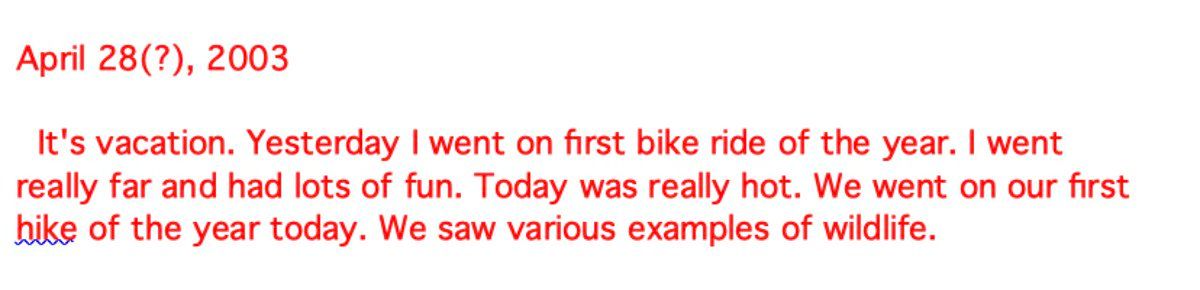 April 28(?), 2003
It's vacation. Yesterday I went on first bike ride of the year. I went
really far and had lots of fun. Today was really hot. We went on our first
hike of the year today. We saw various examples of wildlife.